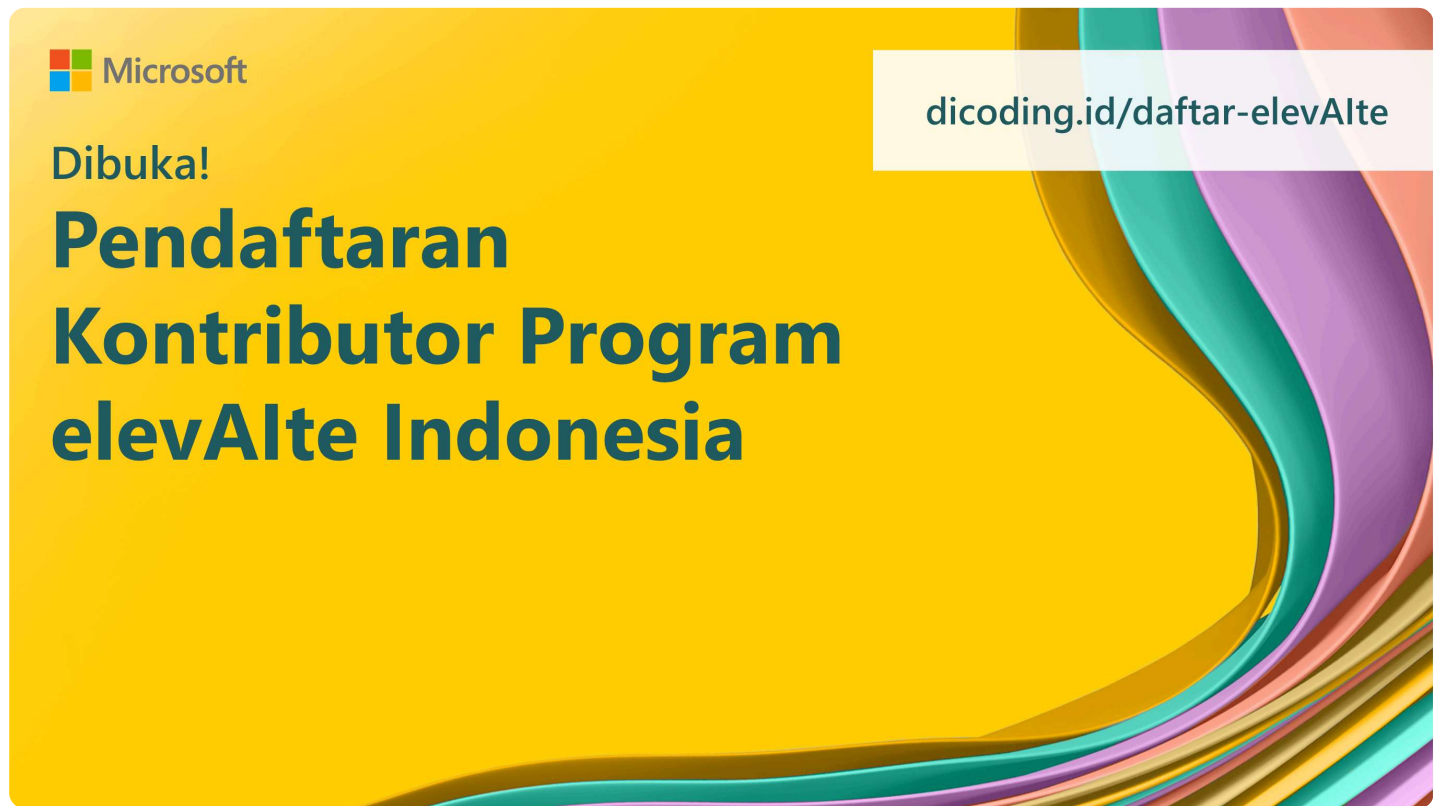 Microsoft
dicoding.id/daftar-elevAIte
Dibuka!
Pendaftaran
Kontributor Program
elevAIte Indonesia